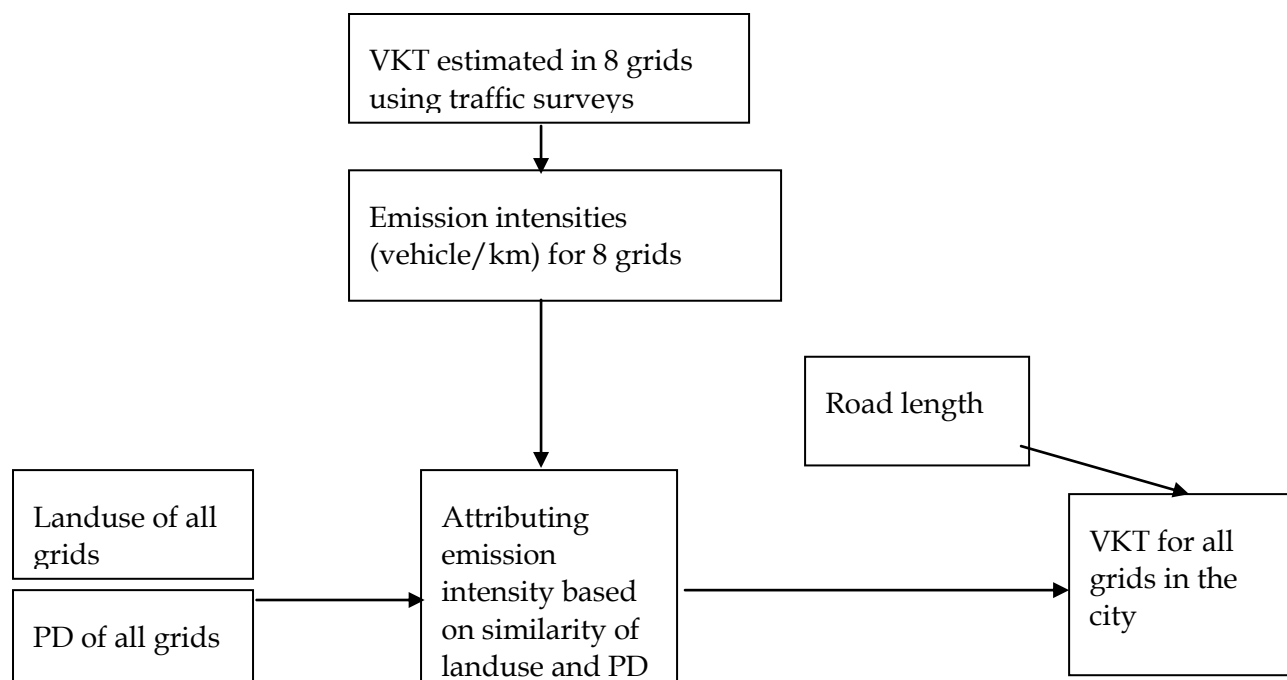 VKT estimated in 8 grids
using traffic surveys
Emission intensities
(vehicle/km) for 8 grids
Road length
Landuse of all
grids
PD of all grids
Attributing
emission
intensity based
on similarity of
landuse and PD
VKT for all
grids in the
city